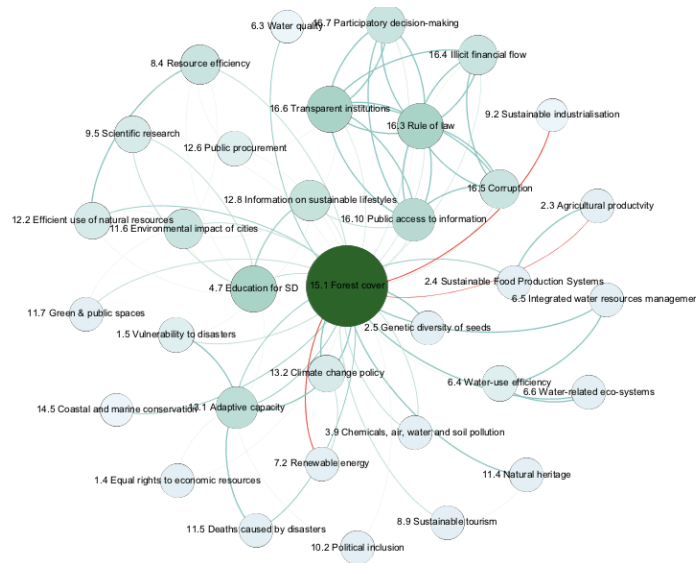 16.7 Participatory decision-making
6.3 Water quality
16.4 Illicit financial flow
8.4 Resource efficiency
16.6 Transparent institutions
9.2 Sustainable industrialisation
16.3 Rule of law
9.5 Scientific research
12.6 Public procurement
16.5 Corruption
12.8 Information on sustainable lifestyles
2.3 Agricultural productvity
12.2 Efficient use of natural resources
16.10 Public access to information
11.6 Environmental impact of cities
2.4 Sustainable Food Production Systems
15.1 Forest cover
4.7 Education for SD
6.5 Integrated water resources managemer
11.7 Green & public spaces
2.5 Genetic diversity of seeds
1.5 Vulnerability to disasters
13.2 Climate change policy
6.4 Water-use efficiency
6.6 Water-related eco-systems
14.5 Coastal and marine conservation
13.1 Adaptive capacity
3.9 Chemicals, air, water and soil pollution
7.2 Renewable energy
11.4 Natural heritage
1.4 Equal rights to economic resources
8.9 Sustainable tourism
11.5 Deaths caused by disasters
10.2 Political inclusion